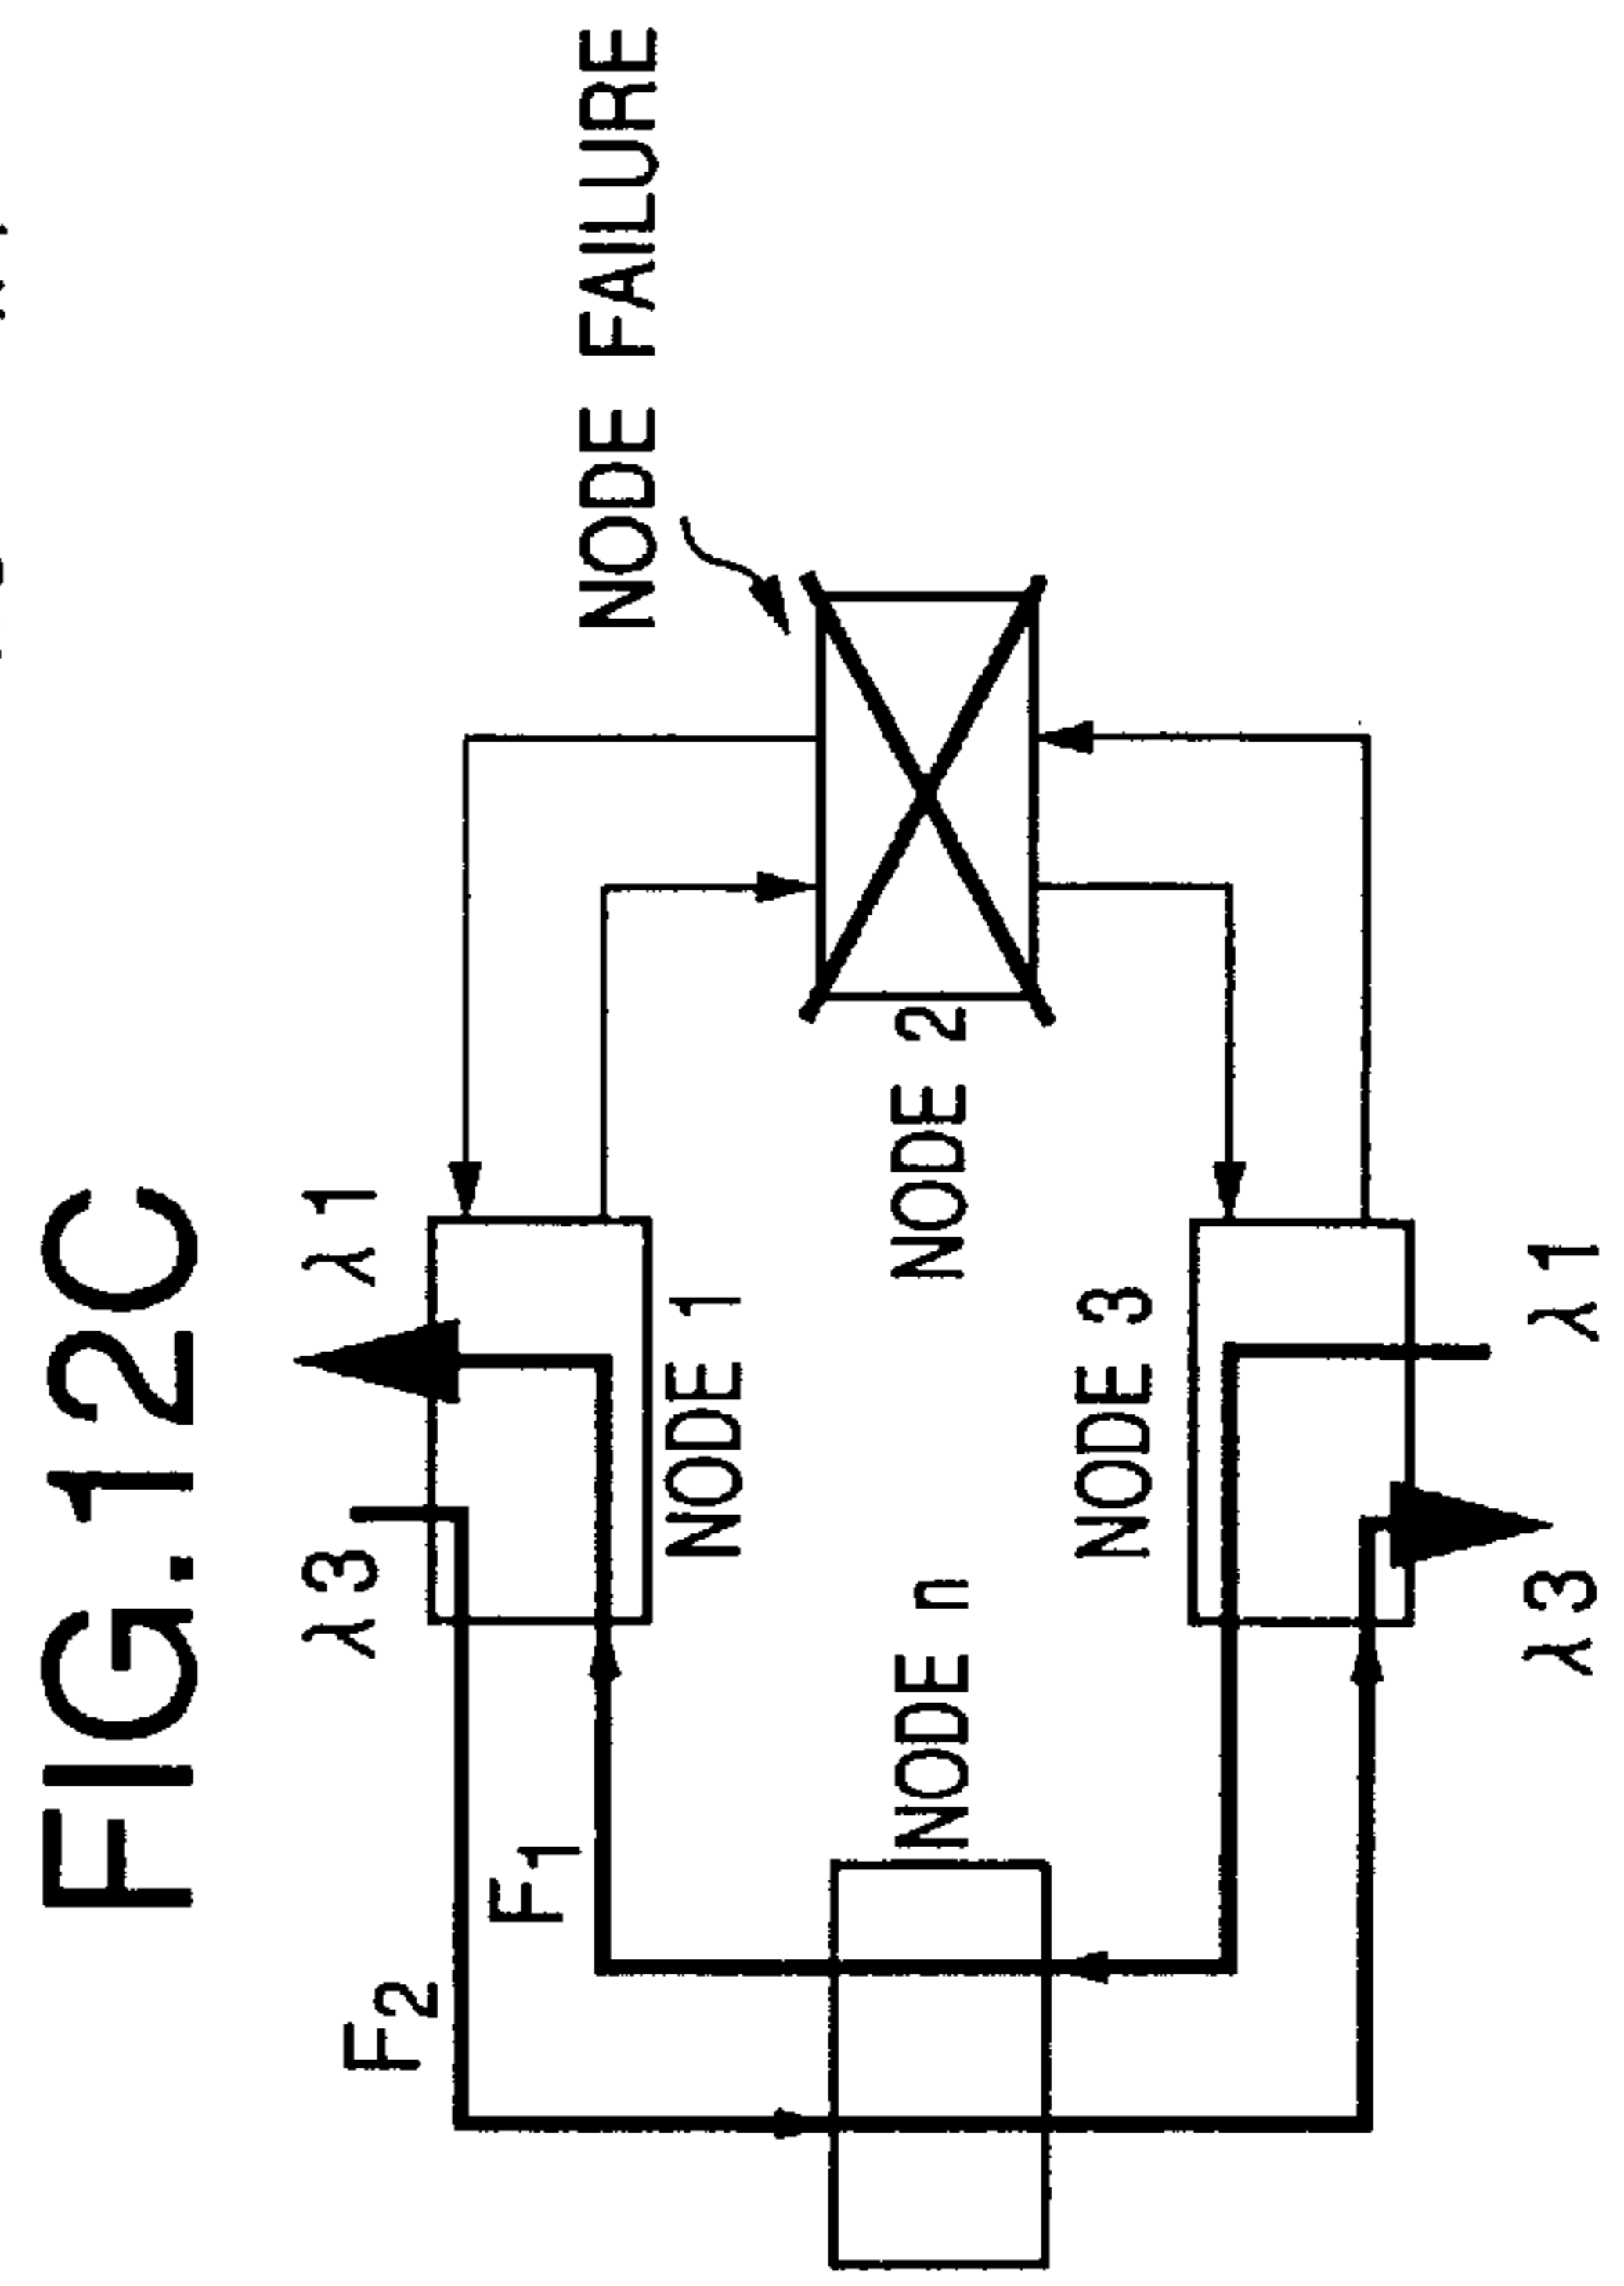 FIG.12C
λ3
λ1
NODE FAILURE
F2
F1
NODE 1
NODE n
NODE 2
NODE 3
λ3
λ1